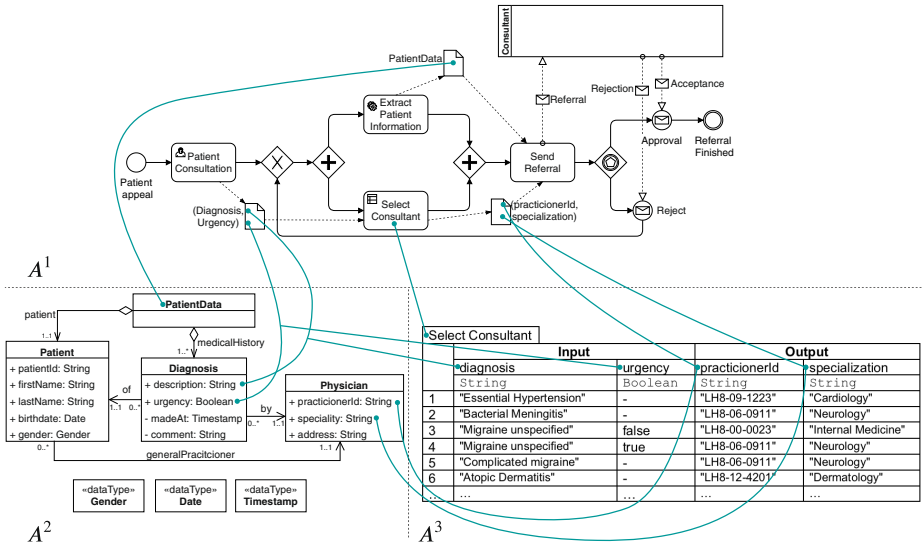 Consultant
PatientData
Rejection
Acceptance
Referral
Extract
Patient
Information
Approval
Referral
Finished
Patient
Consultation
Send
Referral
Patient
appeal
Select
Consultant
(Diagnosis,
Urgency)
(practicionerId,
specialization)
Reject
A1
PatientData
patient
1..1
1..*
medicalHistory
Patient
+ patientId: String
+ firstName: String
+ lastName: String
+ birthdate: Date
+ gender: Gender
of
1..1
0..*
Diagnosis
+ description: String
+ urgency: Boolean
- madeAt: Timestamp
- comment: String
by
0..*
1..1
Physician
+ practicionerId: String
+ speciality: String
+ address: String
0..*
1..1
generalPracitcioner
«dataType»
Gender
«dataType»
Date
«dataType»
Timestamp
A2
Select Consultant
Input Output
diagnosis urgency practicionerId specialization
String Boolean String String
1 "Essential Hypertension" - "LH8-09-1223" "Cardiology"
2 "Bacterial Meningitis" - "LH8-06-0911" "Neurology"
3 "Migraine unspecified" false "LH8-00-0023" "Internal Medicine"
4 "Migraine unspecified" true "LH8-06-0911" "Neurology"
5 "Complicated migraine" - "LH8-06-0911" "Neurology"
6 "Atopic Dermatitis" - "LH8-12-4201" "Dermatology"
... ... ... ... ...
A3